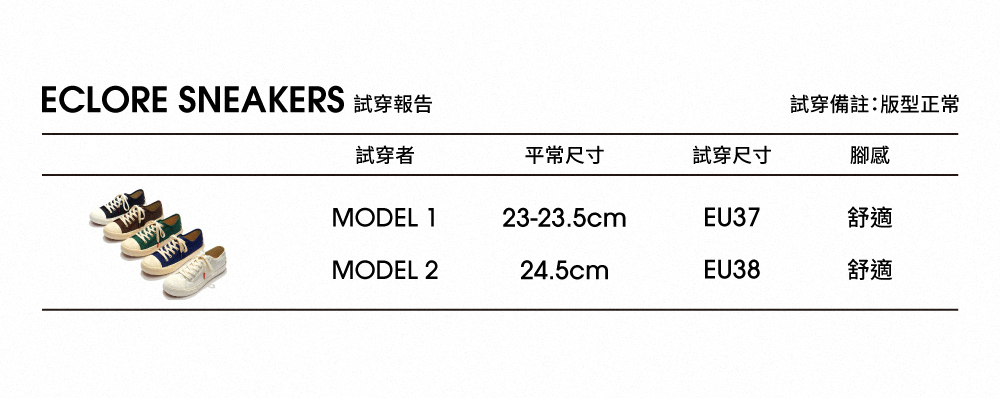 ECLORE SNEAKERS 試穿報告 試穿備註：版型正常
試穿者 平常尺寸 試穿尺寸 腳感
MODEL 1 23-23.5cm EU37 舒適
MODEL 2 24.5cm EU38 舒適